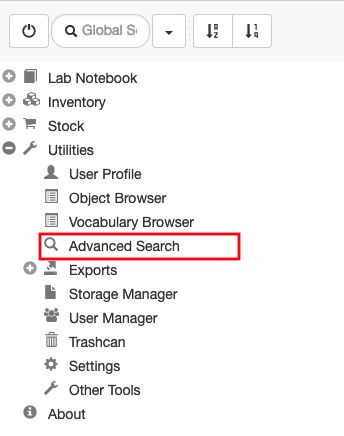 Global S
Lab Notebook
Inventory
Stock
Utilities
User Profile
Object Browser
Vocabulary Browser
Advanced Search
Exports
Storage Manager
User Manager
Trashcan
Settings
Other Tools
About